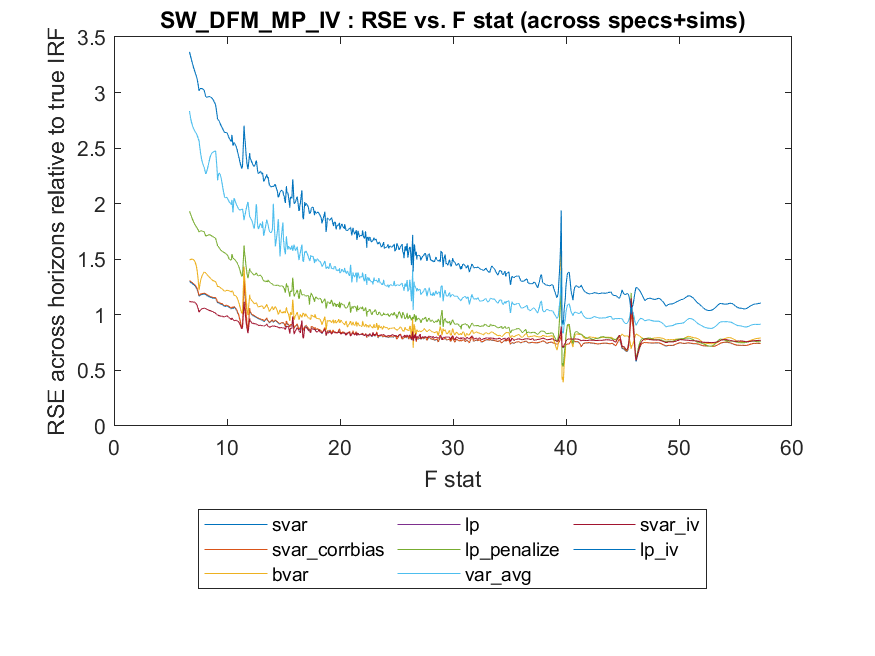 SW_DFM_MP_IV : RSE vs. F stat (across specs+sims)
RSE across horizons relative to true IRF
3.5
3
2.5
2
1.5
1
0.5
0
0 10 20 30 40 50 60
F stat
svar lp svar_iv
svar_corrbias lp_penalize lp_iv
bvar var_avg